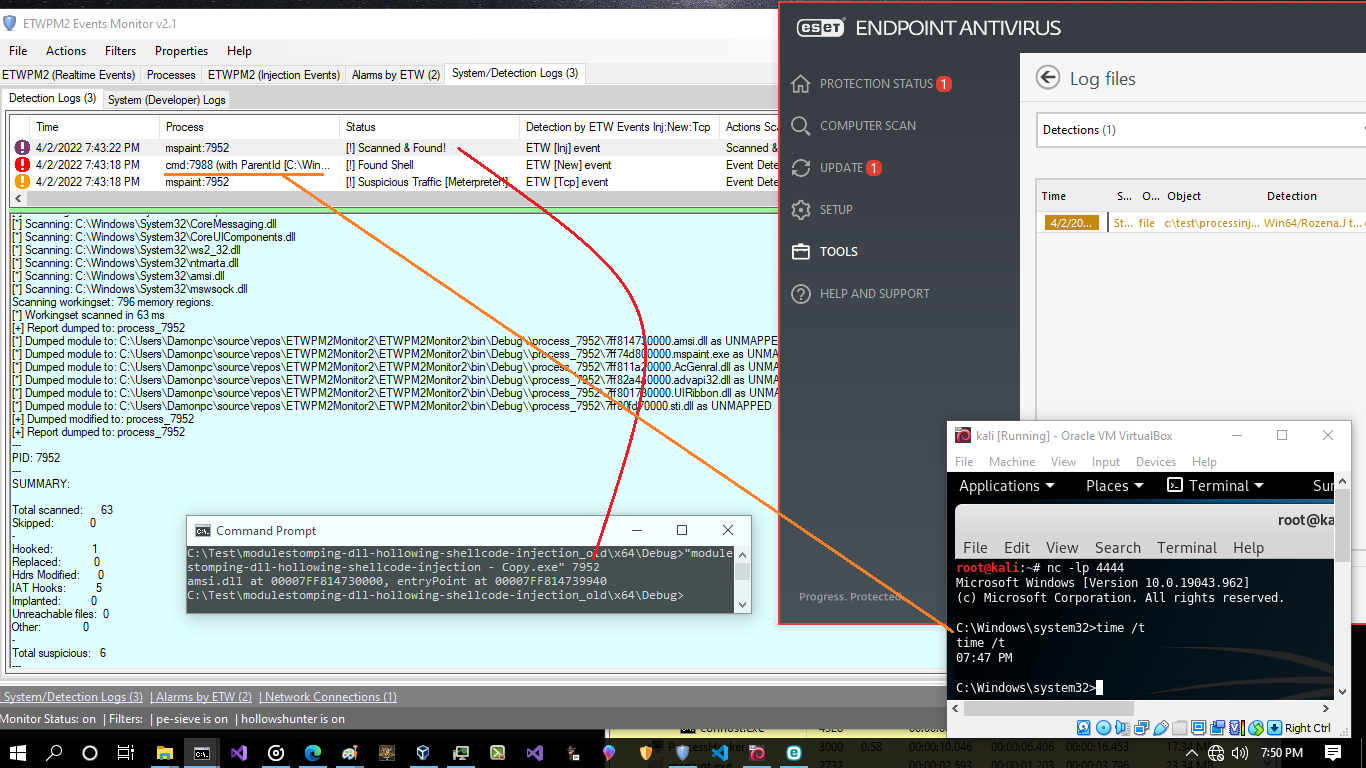 ETWPM2 Events Monitor v2.1
File Actions Filters Properties Help
ETWPM2 (Realtime Events) Processes ETWPM2 (Injection Events) Alarms by ETW (2) System/Detection Logs (3)
Detection Logs (3) System (Developer) Logs
Time Process Status Detection by ETW Events Inj:New:Tcp Actions Sca
4/2/2022 7:43:22 PM mspaint:7952 [!] Scanned & Found! ETW [Inj] event Scanned &
4/2/2022 7:43:18 PM cmd:7988 (with ParentId [C:\Win... [!] Found Shell ETW [New] event Event Dete
4/2/2022 7:43:18 PM mspaint:7952 [!] Suspicious Traffic [Meterpreter!] ETW [Tcp] event Event Dete
[*] Scanning: C:\Windows\System32\CoreMessaging.dll
[*] Scanning: C:\Windows\System32\CoreUIComponents.dll
[*] Scanning: C:\Windows\System32\ws2_32.dll
[*] Scanning: C:\Windows\System32\ntmarta.dll
[*] Scanning: C:\Windows\System32\amsi.dll
[*] Scanning: C:\Windows\System32\mswsock.dll
Scanning workingset: 796 memory regions.
[*] Workingset scanned in 63 ms
[+] Report dumped to: process_7952
[*] Dumped module to: C:\Users\Damonpc\source\repos\ETWPM2Monitor2\ETWPM2Monitor2\bin\Debug\\process_7952\7ff814730000.amsi.dll as UNMAPPED
[*] Dumped module to: C:\Users\Damonpc\source\repos\ETWPM2Monitor2\ETWPM2Monitor2\bin\Debug\\process_7952\7ff74d800000.mspaint.exe as UNMAPPED
[*] Dumped module to: C:\Users\Damonpc\source\repos\ETWPM2Monitor2\ETWPM2Monitor2\bin\Debug\\process_7952\7ff811a20000.AcGenral.dll as UNMA
[*] Dumped module to: C:\Users\Damonpc\source\repos\ETWPM2Monitor2\ETWPM2Monitor2\bin\Debug\\process_7952\7ff82a4a0000.advapi32.dll as UNMA
[*] Dumped module to: C:\Users\Damonpc\source\repos\ETWPM2Monitor2\ETWPM2Monitor2\bin\Debug\\process_7952\7ff801730000.UIRibbon.dll as UNMA
[*] Dumped module to: C:\Users\Damonpc\source\repos\ETWPM2Monitor2\ETWPM2Monitor2\bin\Debug\\process_7952\7ff80fd70000.sti.dll as UNMAPPED
[+] Dumped modified to: process_7952
[+] Report dumped to: process_7952
---
PID: 7952
---
SUMMARY:
Total scanned: 63
Skipped: 0
-
Hooked: 1
Replaced: 0
Hdrs Modified: 0
IAT Hooks: 5
Implanted: 0
Unreachable files: 0
Other: 0
-
Total suspicious: 6
---
Command Prompt
C:\Test\modulestomping-dll-hollowing-shellcode-injection_old\x64\Debug>"module
stomping-dll-hollowing-shellcode-injection - Copy.exe" 7952
amsi.dll at 00007FF814730000, entryPoint at 00007FF814739940
C:\Test\modulestomping-dll-hollowing-shellcode-injection_old\x64\Debug>
System/Detection Logs (3) | Alarms by ETW (2) | Network Connections (1)
Monitor Status: on | Filters: | pe-sieve is on | hollowshunter is on
eset ENDPOINT ANTIVIRUS
PROTECTION STATUS 1
COMPUTER SCAN
UPDATE 1
SETUP
TOOLS
HELP AND SUPPORT
Progress. Protected.
Log files
Detections (1)
Time S... O... Object Detection
4/2/20... St... file c:\test\processinj... Win64/Rozena.J t...
kali [Running] - Oracle VM VirtualBox
File Machine View Input Devices Help
Applications Places Terminal Sun
root@ka
File Edit View Search Terminal Help
root@kali:~# nc -lp 4444
Microsoft Windows [Version 10.0.19043.962]
(c) Microsoft Corporation. All rights reserved.
C:\Windows\system32>time /t
time /t
07:47 PM
C:\Windows\system32>
Right Ctrl
conhost.exe 4520
ProcessHacker. 3000 0.58 00:00:10.046 00:00:06.406 00:00:16.453 17.34 MB
2732 00:00:02.593 00:00:01.203 00:00:03.796
7:50 PM